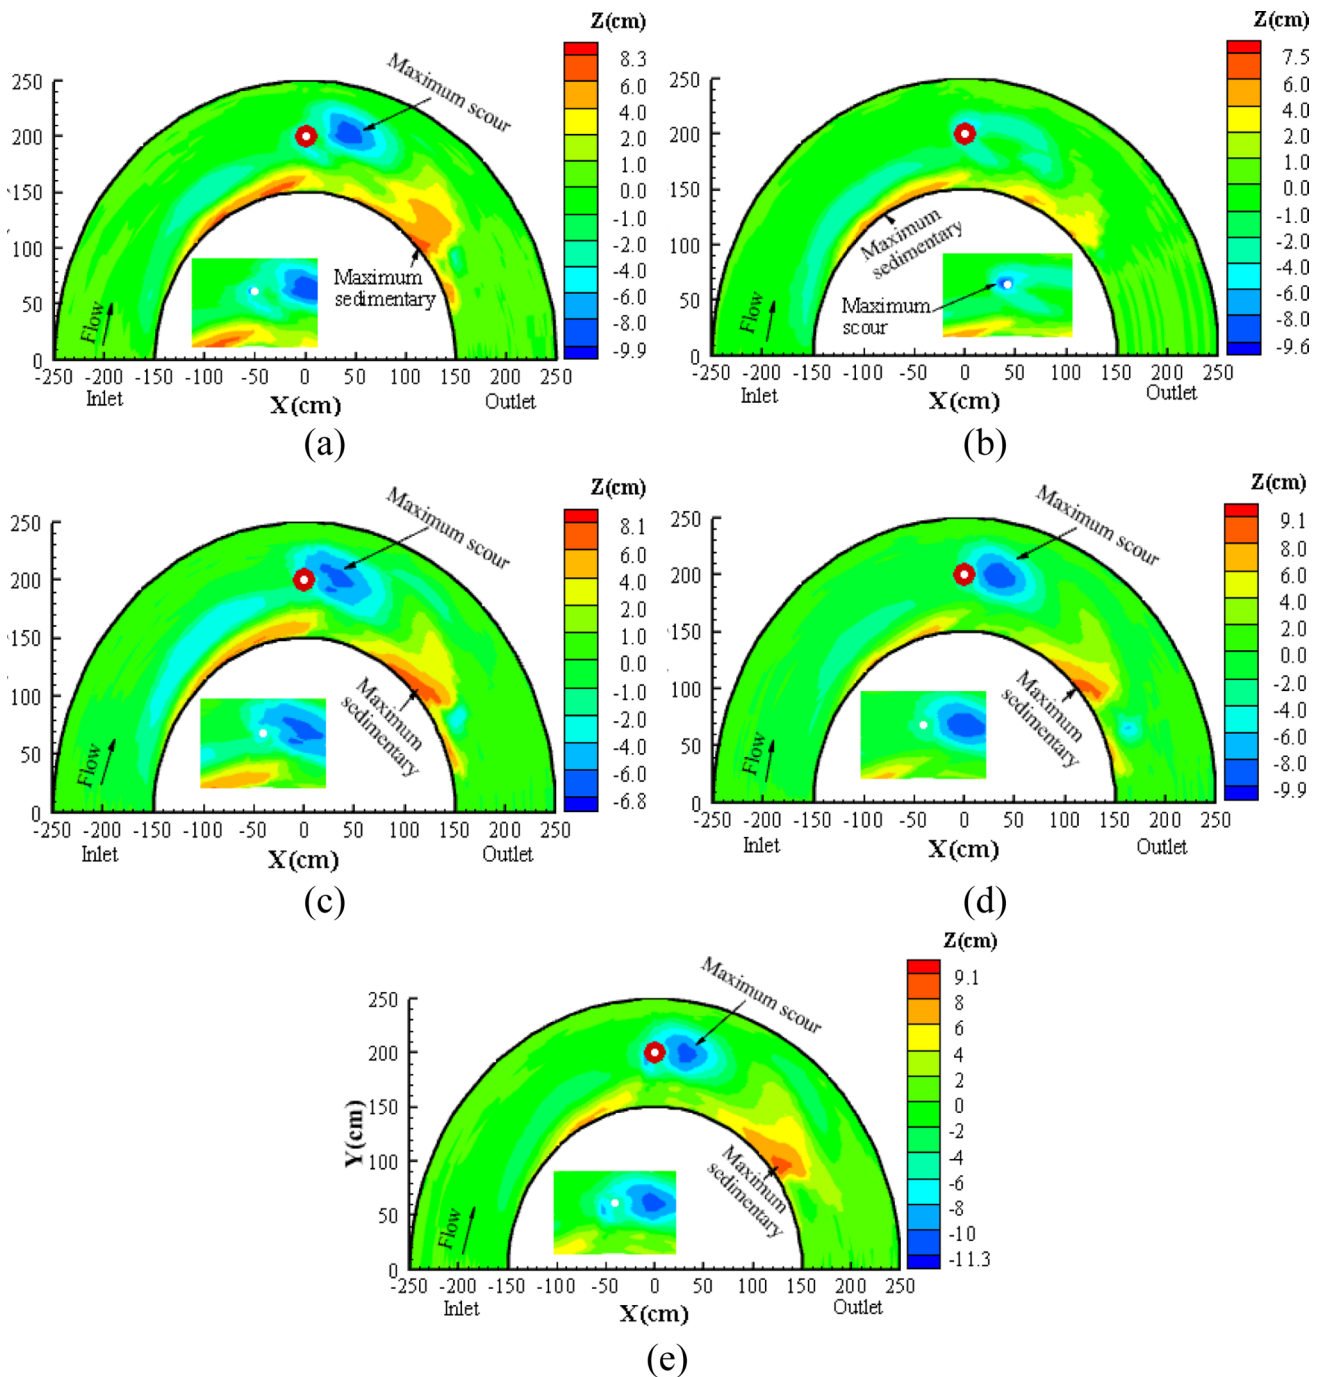 Z(cm)
8.3
6.0
4.0
2.0
1.0
0.0
-1.0
-2.0
-4.0
-6.0
-8.0
-9.9
250
200
150
100
50
0
Maximum scour
Maximum
sedimentary
Flow
-250 -200 -150 -100 -50 0 50 100 150 200 250
Inlet
X(cm)
Outlet
(a)
Z(cm)
7.5
6.0
4.0
2.0
1.0
0.0
-1.0
-2.0
-4.0
-6.0
-8.0
-9.6
250
200
150
100
50
0
Maximum
sedimentary
Maximum
scour
Flow
-250 -200 -150 -100 -50 0 50 100 150 200 250
Inlet
X(cm)
Outlet
(b)
Z(cm)
8.1
6.0
4.0
2.0
1.0
0.0
-1.0
-2.0
-4.0
-6.0
-6.8
250
200
150
100
50
0
Maximum scour
Maximum
sedimentary
Flow
-250 -200 -150 -100 -50 0 50 100 150 200 250
Inlet
X(cm)
Outlet
(c)
Z(cm)
9.1
8.0
6.0
4.0
2.0
0.0
-2.0
-4.0
-6.0
-8.0
-9.9
250
200
150
100
50
0
Maximum scour
Maximum
sedimentary
Flow
-250 -200 -150 -100 -50 0 50 100 150 200 250
Inlet
X(cm)
Outlet
(d)
Z(cm)
9.1
8
6
4
2
0
-2
-4
-6
-8
-10
-11.3
Y(cm)
250
200
150
100
50
0
Maximum scour
Maximum
sedimentary
Flow
-250 -200 -150 -100 -50 0 50 100 150 200 250
Inlet
X(cm)
Outlet
(e)